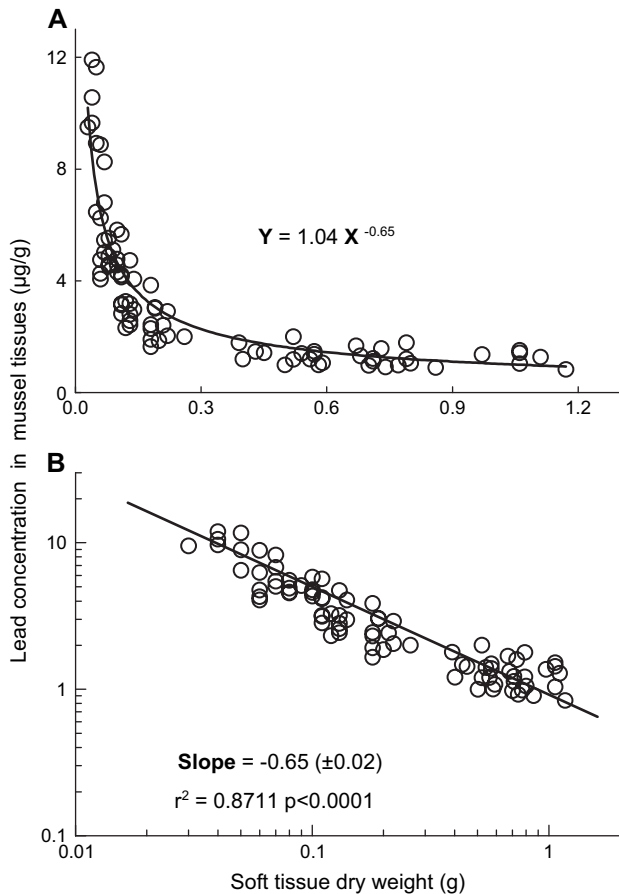 A
12
8
4
0
Y = 1.04 X -0.65
0.0 0.3 0.6 0.9 1.2
Lead concentration in mussel tissues (µg/g)
B
10
1
0.1
Slope = -0.65 (±0.02)
r² = 0.8711 p<0.0001
0.01 0.1 1
Soft tissue dry weight (g)